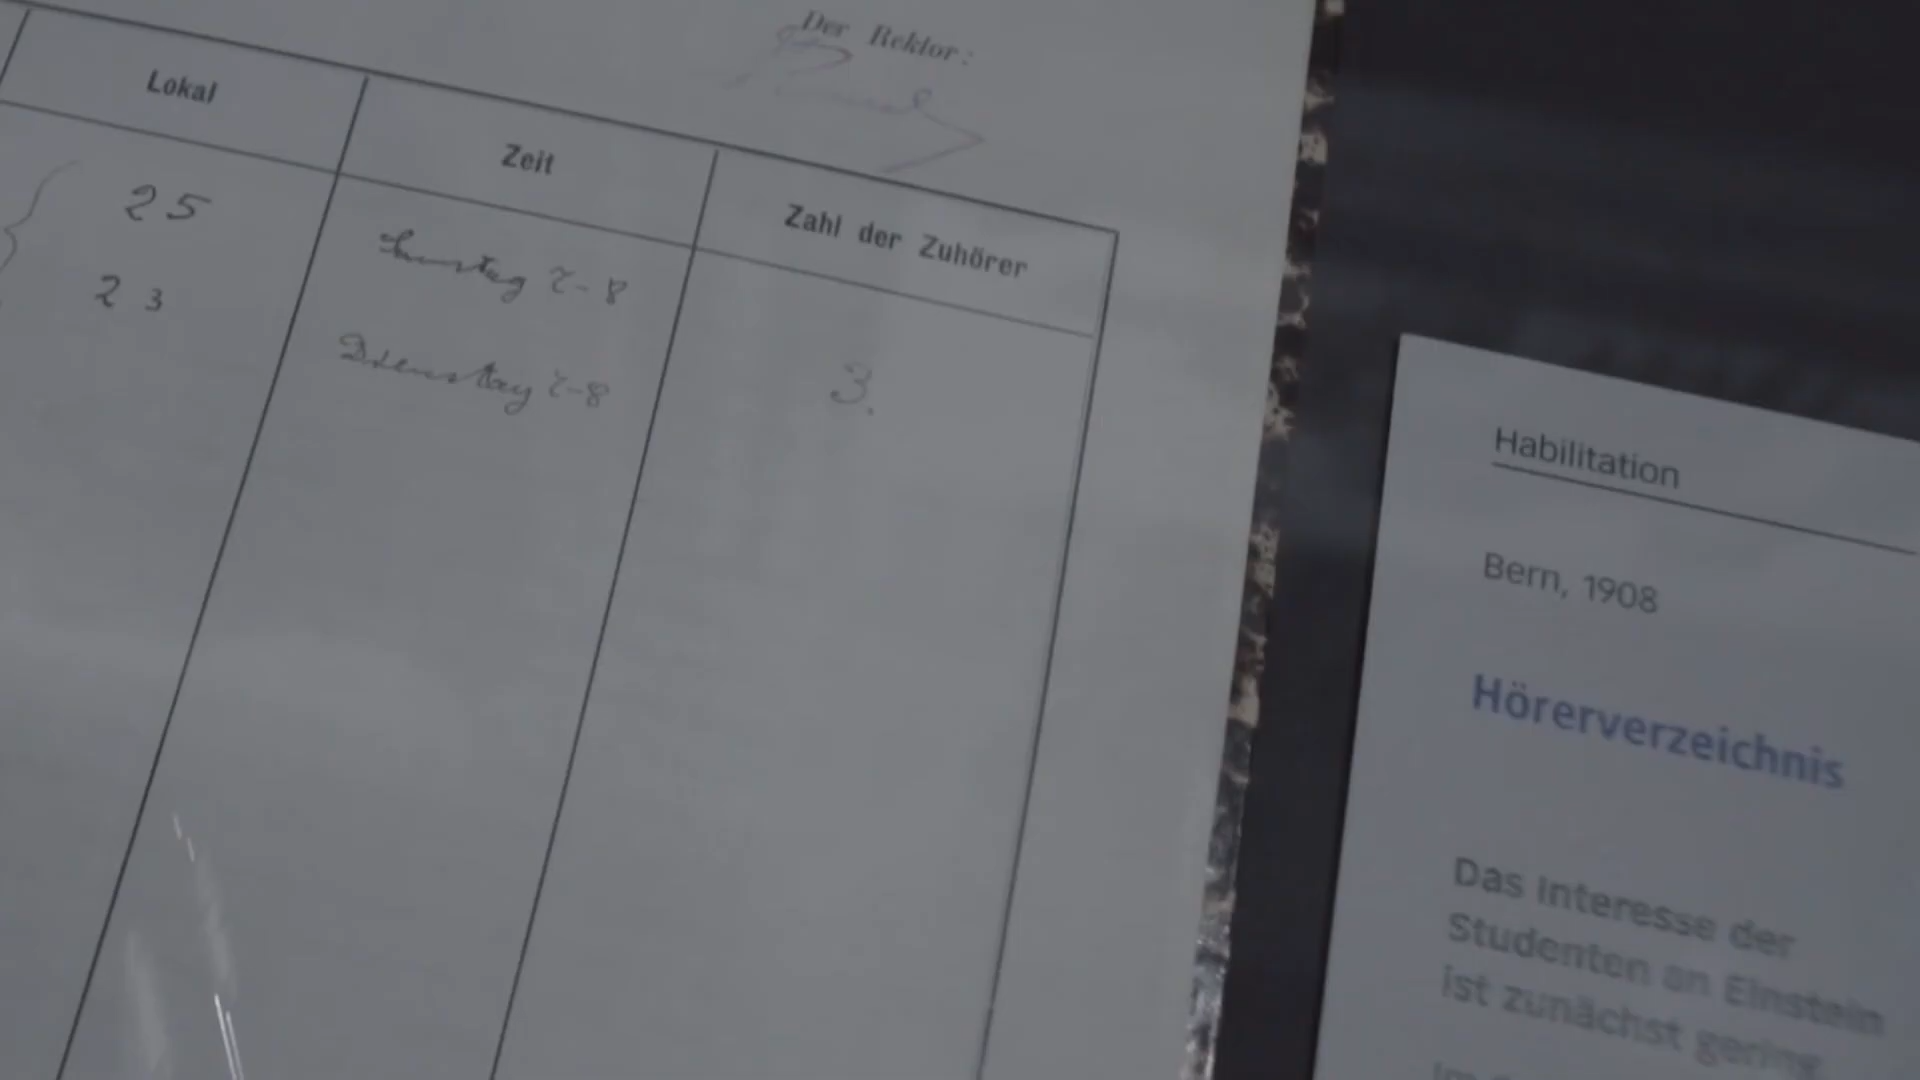 Der Rektor:
Lokal
Zeit
Zahl der Zuhörer
25
Samstag 7-8
23
Dienstag 7-8
3.
Habilitation
Bern, 1908
Hörerverzeichnis
Das Interesse der
Studenten an Einstein
ist zunächst gering